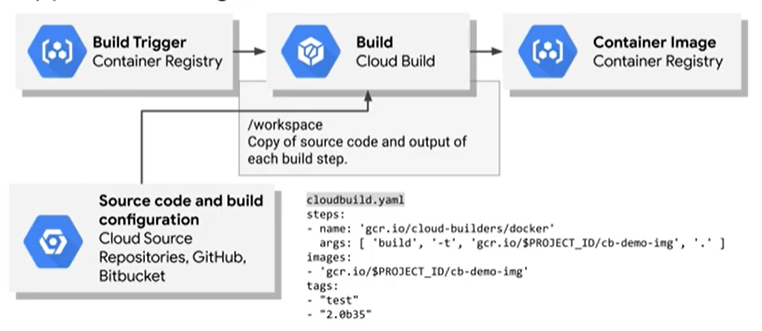 Build Trigger
Container Registry
Build
Cloud Build
Container Image
Container Registry
/workspace
Copy of source code and output of
each build step.
Source code and build
configuration
Cloud Source
Repositories, GitHub,
Bitbucket
cloudbuild.yaml
steps:
- name: 'gcr.io/cloud-builders/docker'
  args: [ 'build', '-t', 'gcr.io/$PROJECT_ID/cb-demo-img', '.' ]
images:
- 'gcr.io/$PROJECT_ID/cb-demo-img'
tags:
- "test"
- "2.0b35"